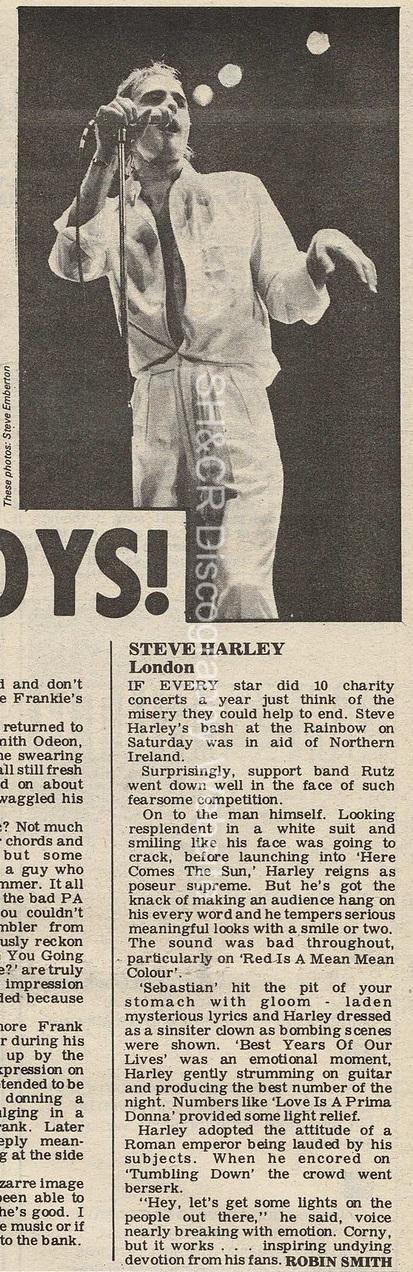 These photos: Steve Emberton
OYS!
d and don't
e Frankie's
returned to
mith Odeon,
ne swearing
all still fresh
d on about
waggled his
? Not much
chords and
but some
a guy who
mmer. It all
the bad PA
ou couldn't
mbler from
usly reckon
You Going
e?' are truly
impression
ded because
more Frank
r during his
up by the
xpression on
tended to be
donning a
lging in a
rank. Later
eply mean-
g at the side
zarre image
been able to
he's good. I
e music or if
to the bank.
STEVE HARLEY
London
IF EVERY star did 10 charity
concerts a year just think of the
misery they could help to end. Steve
Harley's bash at the Rainbow on
Saturday was in aid of Northern
Ireland.
Surprisingly, support band Rutz
went down well in the face of such
fearsome competition.
On to the man himself. Looking
resplendent in a white suit and
smiling like his face was going to
crack, before launching into 'Here
Comes The Sun,' Harley reigns as
poseur supreme. But he's got the
knack of making an audience hang on
his every word and he tempers serious
meaningful looks with a smile or two.
The sound was bad throughout,
particularly on 'Red Is A Mean Mean
Colour'.
'Sebastian' hit the pit of your
stomach with gloom - laden
mysterious lyrics and Harley dressed
as a sinsiter clown as bombing scenes
were shown. 'Best Years Of Our
Lives' was an emotional moment,
Harley gently strumming on guitar
and producing the best number of the
night. Numbers like 'Love Is A Prima
Donna' provided some light relief.
Harley adopted the attitude of a
Roman emperor being lauded by his
subjects. When he encored on
'Tumbling Down' the crowd went
berserk.
"Hey, let's get some lights on the
people out there," he said, voice
nearly breaking with emotion. Corny,
but it works . . . inspiring undying
devotion from his fans. ROBIN SMITH
SH&CR